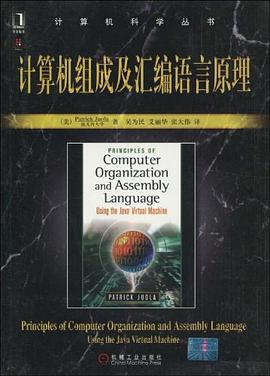 计算机科学丛书
计算机组成及汇编语言原理
(美) Patrick Juola 著 吴为民 艾丽华 张大伟 译
PRINCIPLES OF
Computer
Organization
and Assembly
Language
Using the Java Virtual Machine
PATRICK JUOLA
Principles of Computer Organization and Assembly Language
Using the Java Virtual Machine
机械工业出版社
China Machine Press